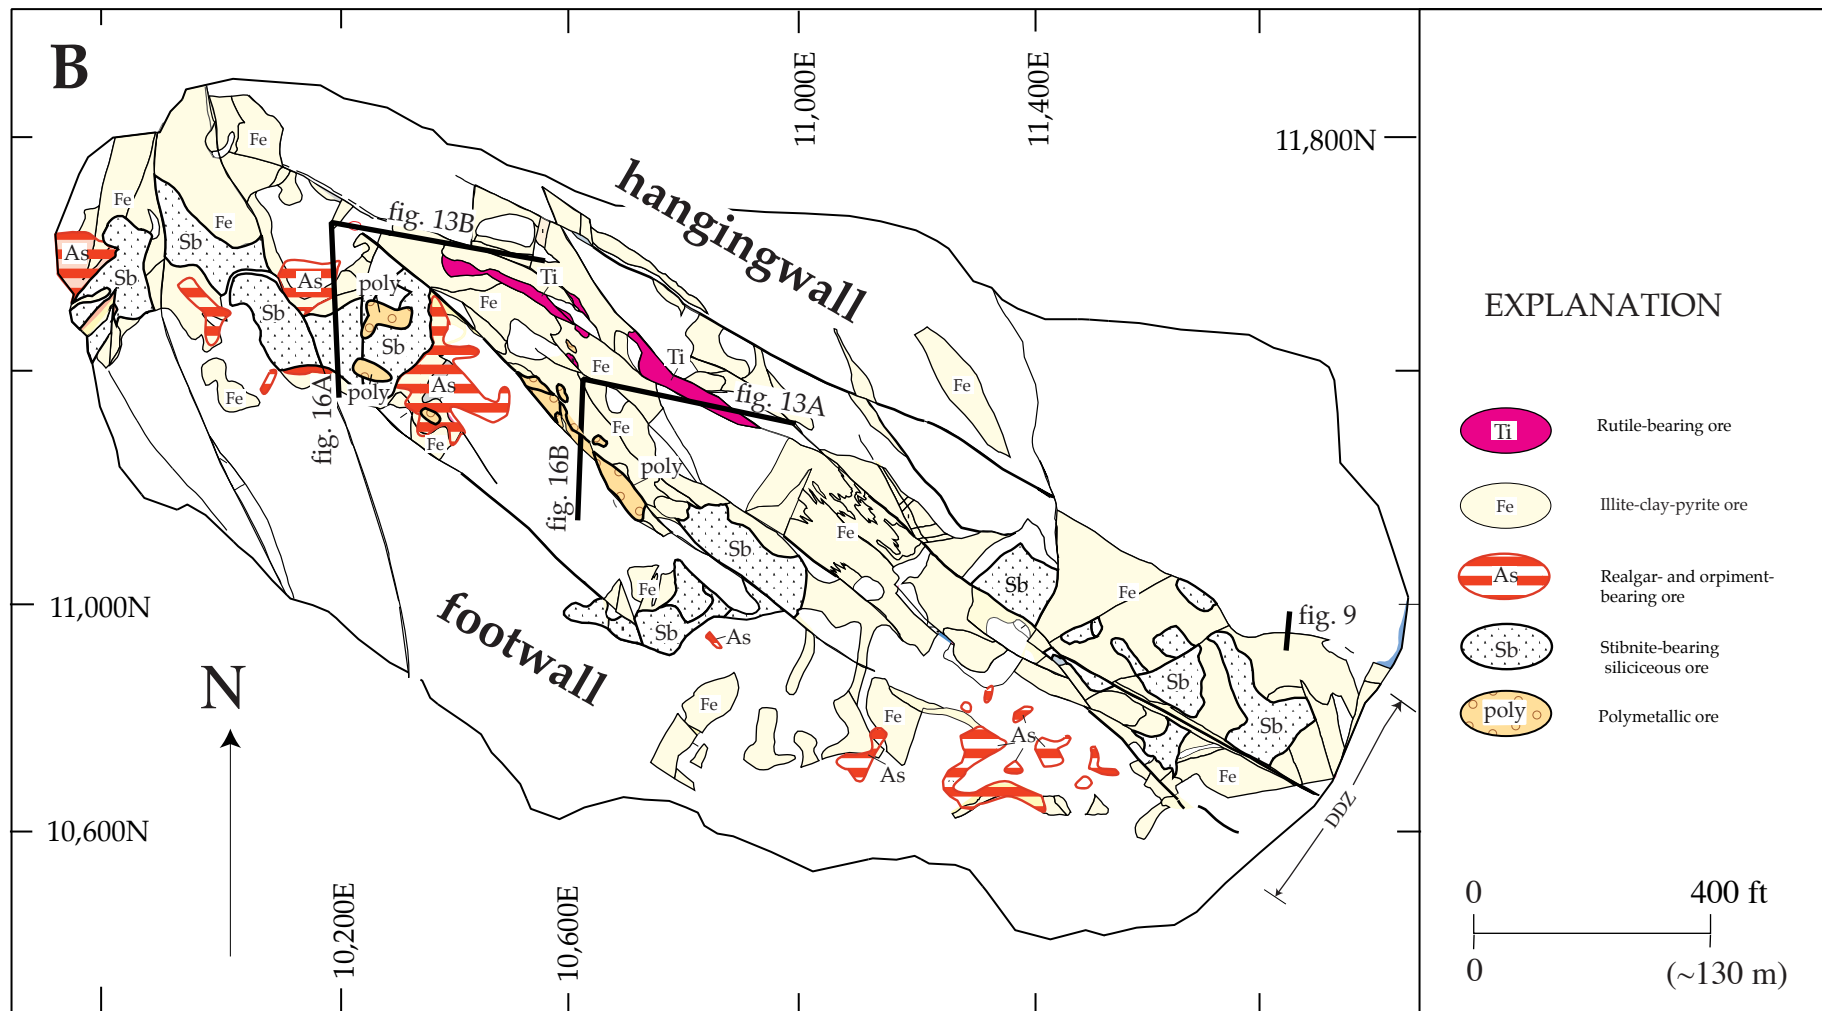 B
11,000E
11,400E
11,800N
hangingwall
Fe
Fe
Fe
fig. 13B
As
Sb
Sb
As
poly
Ti
Sb
Fe
Sb
Ti
Fe
Fe
As
poly
Fe
fig. 13A
fig. 16A
Fe
Fe
fig. 16B
poly
Fe
Sb
Sb
Fe
Fe
11,000N
footwall
Sb
As
fig. 9
N
Fe
Fe
Sb
Sb
As
As
Fe
DDZ
10,600N
10,200E
10,600E
EXPLANATION
Ti
Rutile-bearing ore
Fe
Illite-clay-pyrite ore
As
Realgar- and orpiment-
bearing ore
Sb
Stibnite-bearing
siliciceous ore
poly
Polymetallic ore
0
400 ft
0
(~130 m)